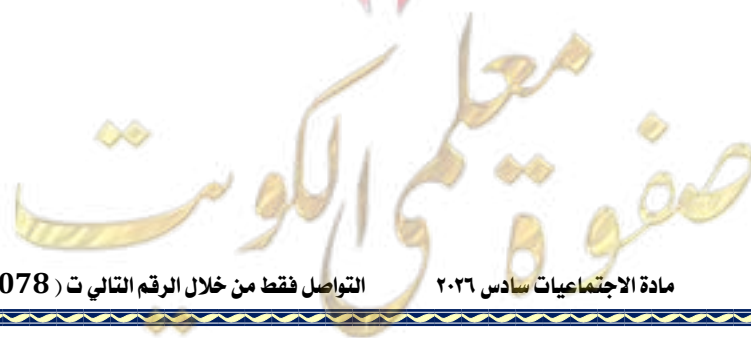 صفوة معلمي الكويت
مادة الاجتماعيات سادس ٢٠٢٦ التواصل فقط من خلال الرقم التالي ت ( 078